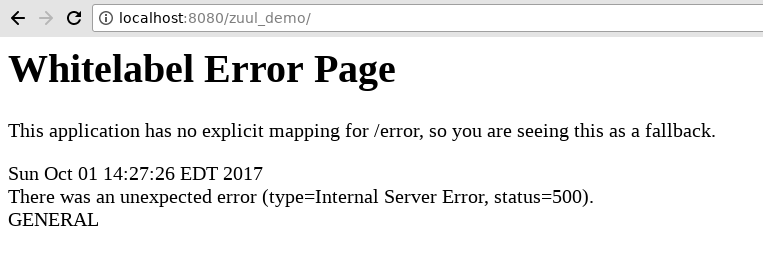 localhost:8080/zuul_demo/
Whitelabel Error Page
This application has no explicit mapping for /error, so you are seeing this as a fallback.
Sun Oct 01 14:27:26 EDT 2017
There was an unexpected error (type=Internal Server Error, status=500).
GENERAL